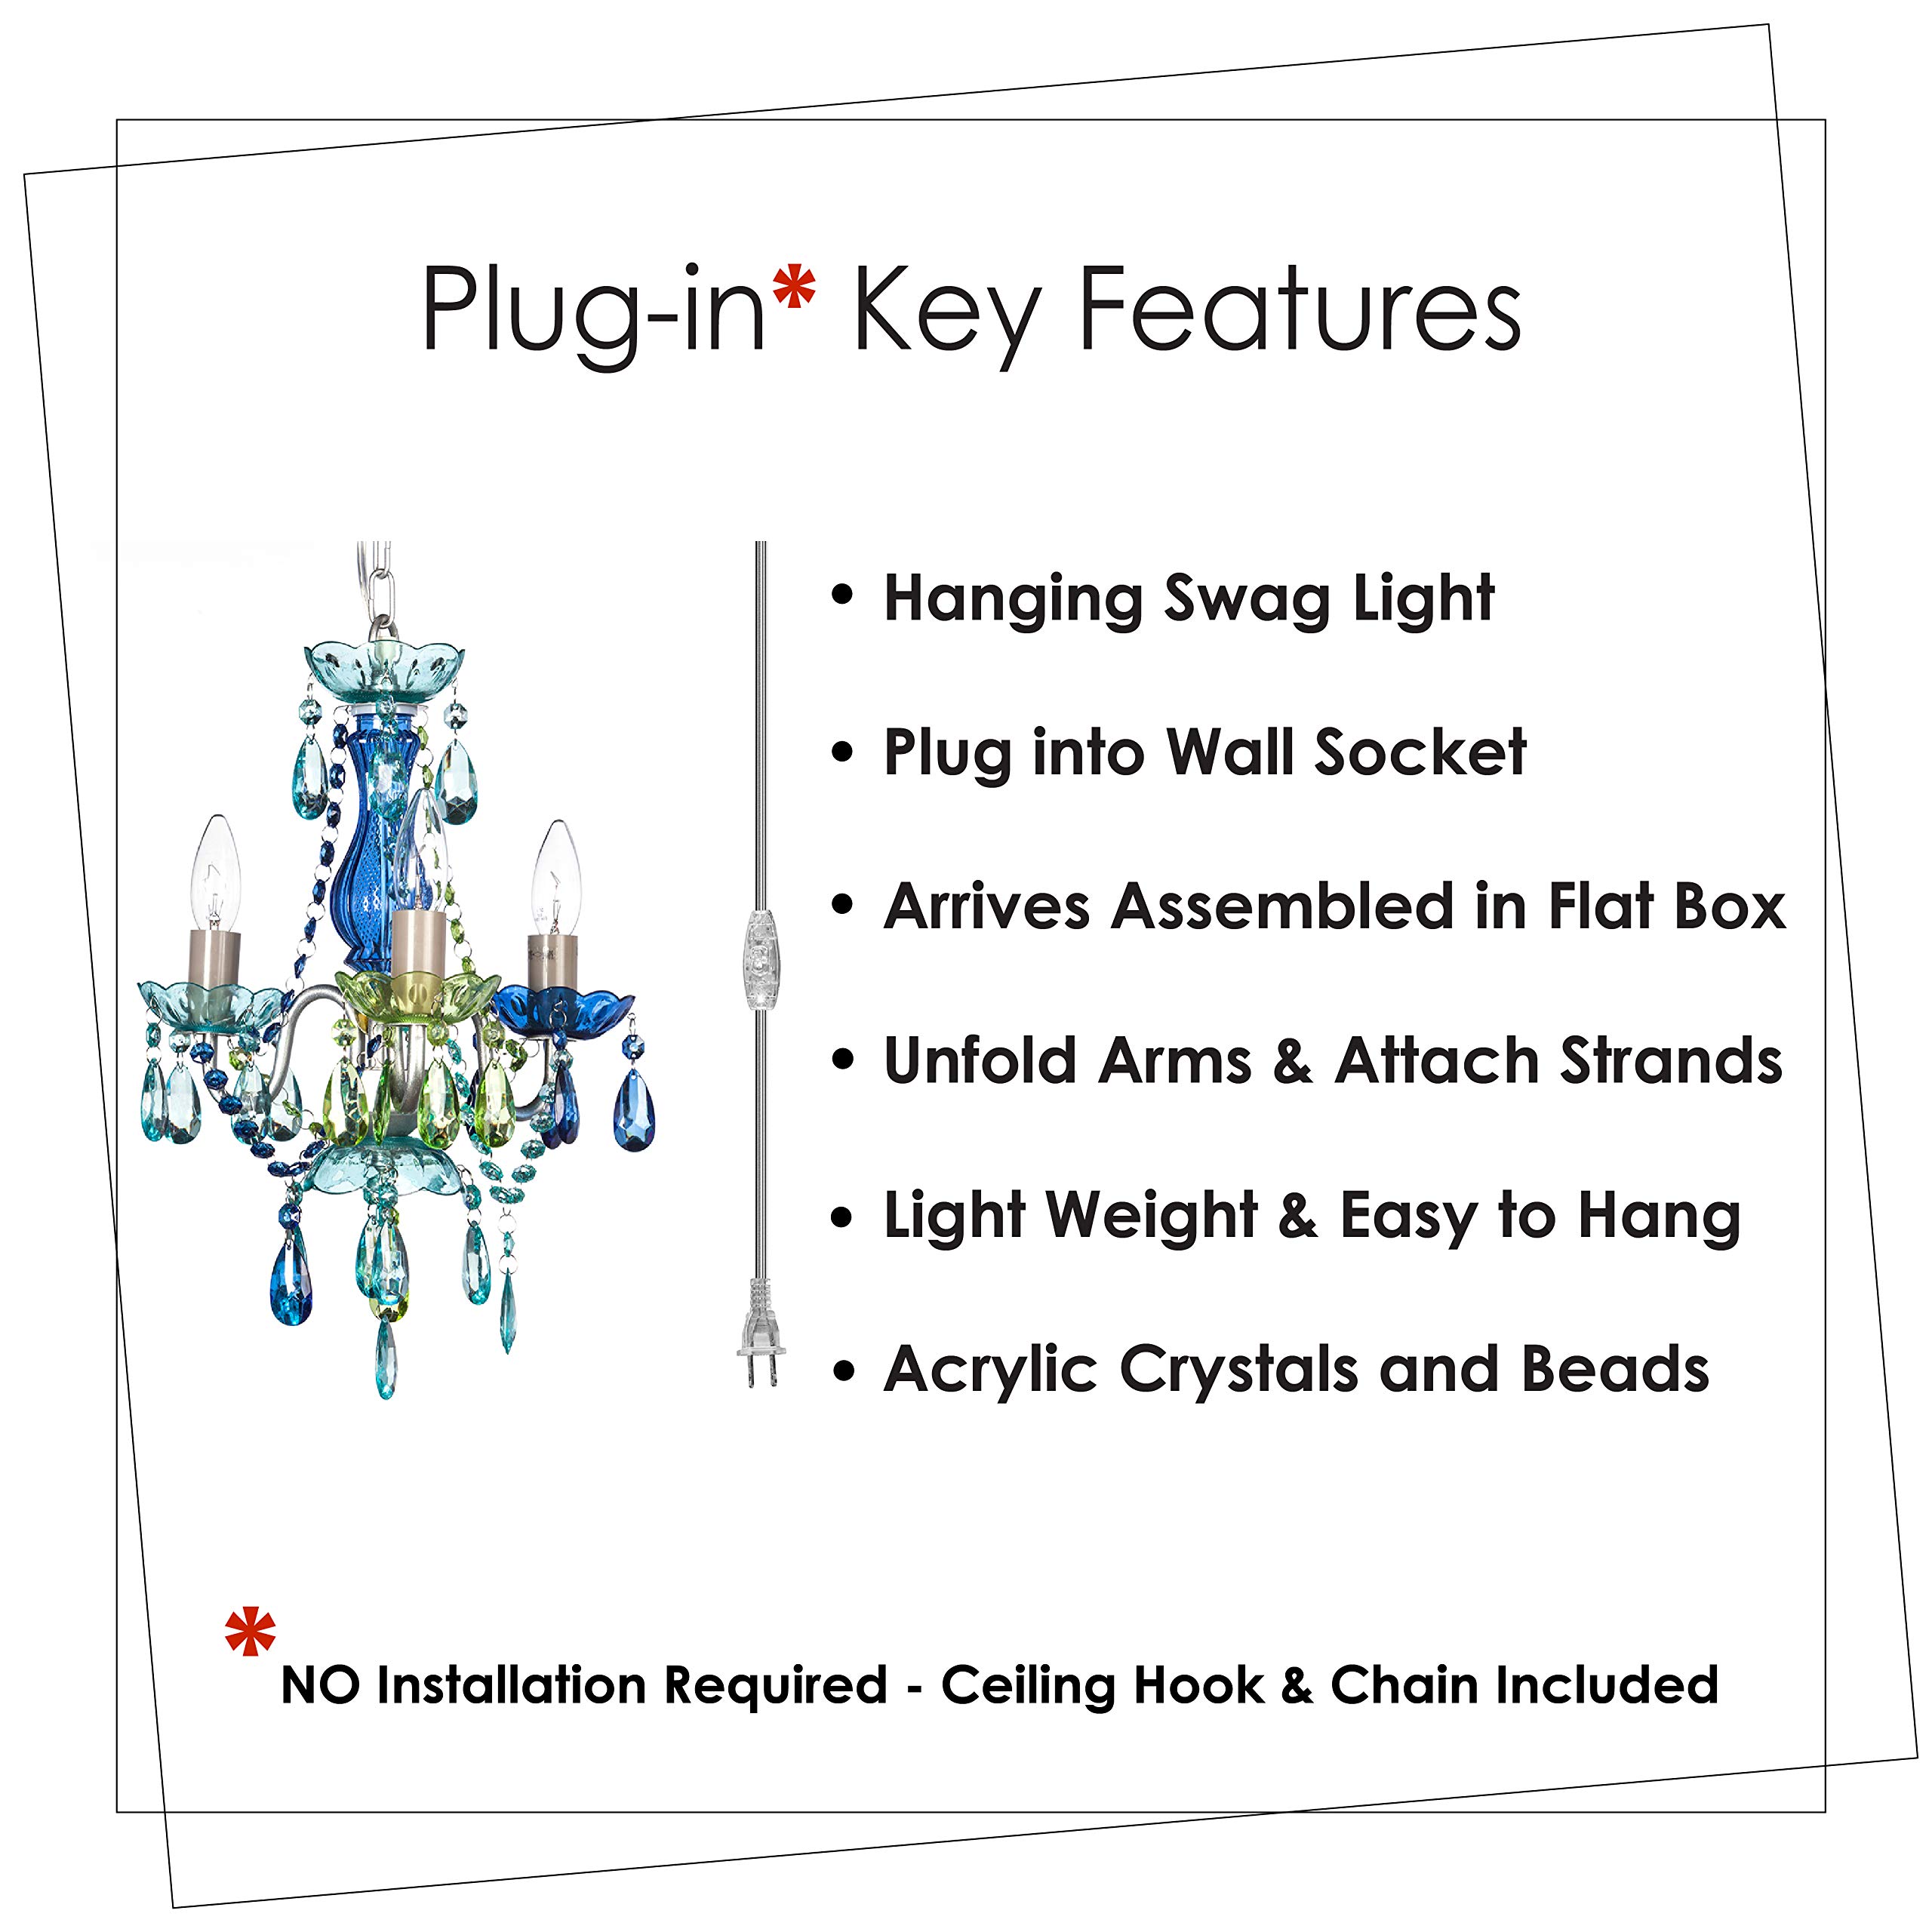 Plug-in* Key Features
• Hanging Swag Light
• Plug into Wall Socket
• Arrives Assembled in Flat Box
• Unfold Arms & Attach Strands
• Light Weight & Easy to Hang
• Acrylic Crystals and Beads
* NO Installation Required - Ceiling Hook & Chain Included